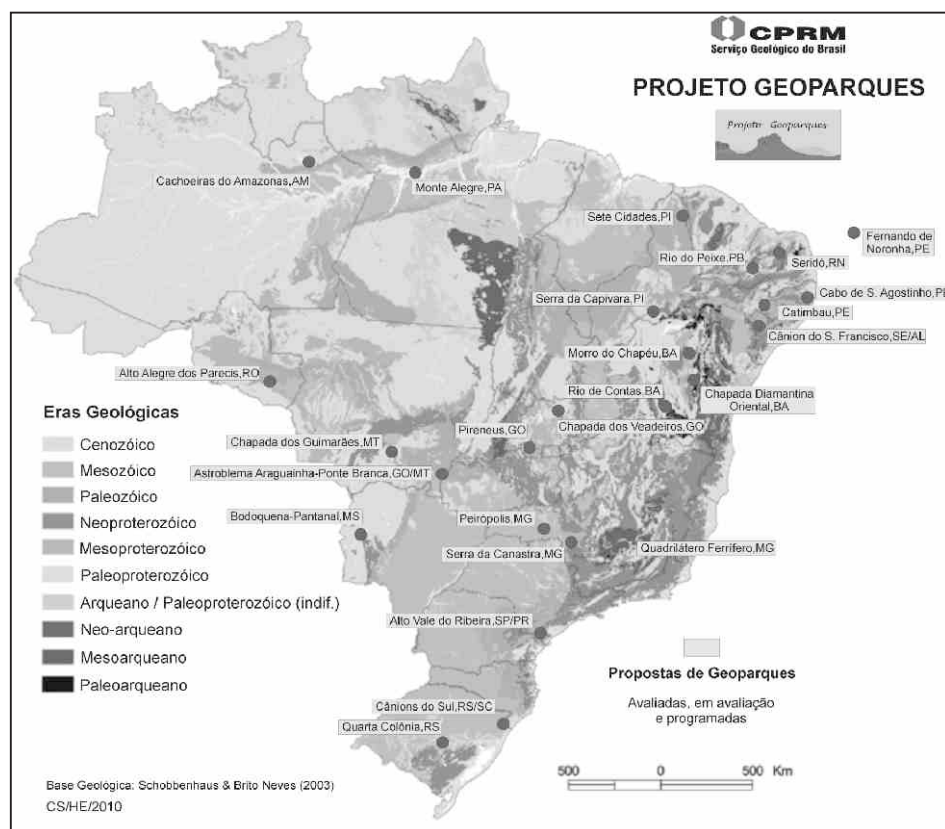 CPRM
Serviço Geológico do Brasil
PROJETO GEOPARQUES
Projeto Geoparques
Cachoeiras do Amazonas,AM
Monte Alegre,PA
Sete Cidades,PI
Fernando de
Noronha,PE
Rio do Peixe,PB
Seridó,RN
Serra da Capivara,PI
Cabo de S. Agostinho,PE
Catimbau,PE
Cânion do S. Francisco,SE/AL
Morro do Chapéu,BA
Alto Alegre dos Parecis,RO
Rio de Contas,BA
Chapada Diamantina
Oriental,BA
Eras Geológicas
Pireneus,GO
Chapada dos Veadeiros,GO
Cenozóico
Chapada dos Guimarães,MT
Mesozóico
Astroblema Araguainha-Ponte Branca,GO/MT
Paleozóico
Neoproterozóico
Bodoquena-Pantanal,MS
Peirópolis,MG
Mesoproterozóico
Serra da Canastra,MG
Quadrilátero Ferrífero,MG
Paleoproterozóico
Arqueano / Paleoproterozóico (indif.)
Neo-arqueano
Alto Vale do Ribeira,SP/PR
Mesoarqueano
Paleoarqueano
Propostas de Geoparques
Avaliadas, em avaliação
e programadas
Cânions do Sul,RS/SC
Quarta Colônia,RS
500 0 500 Km
Base Geológica: Schobbenhaus & Brito Neves (2003)
CS/HE/2010